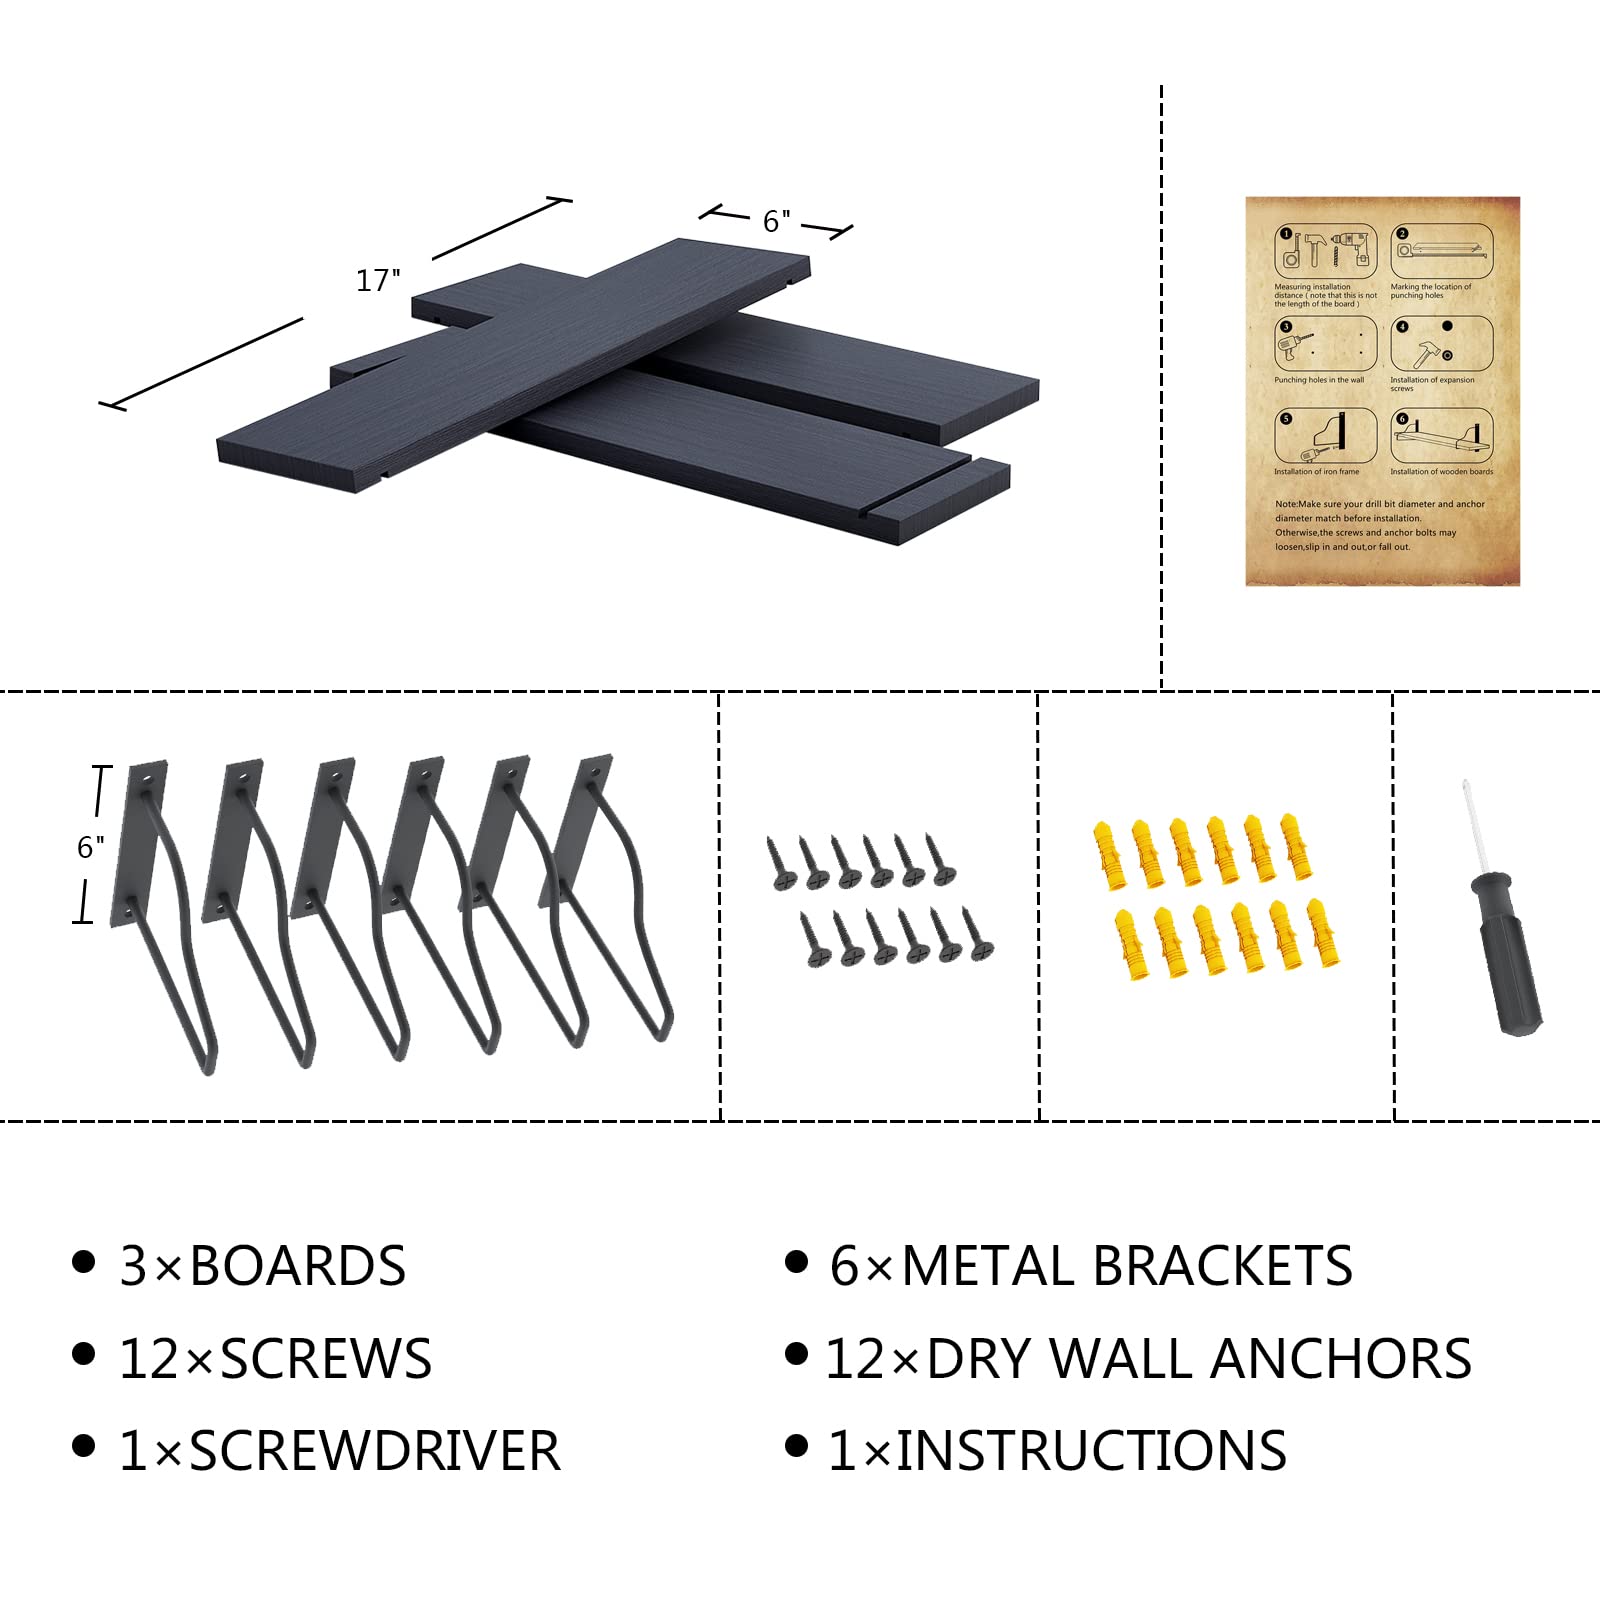 17"
6"
1
2
Measuring installation
distance ( note that this is not
the length of the board )
Marking the location of
punching holes
3
4
Punching holes in the wall
Installation of expansion
screws
5
6
Installation of iron frame
Installation of wooden boards
Note:Make sure your drill bit diameter and anchor
diameter match before installation.
Otherwise,the screws and anchor bolts may
loosen,slip in and out,or fall out.
6"
● 3×BOARDS
● 6×METAL BRACKETS
● 12×SCREWS
● 12×DRY WALL ANCHORS
● 1×SCREWDRIVER
● 1×INSTRUCTIONS